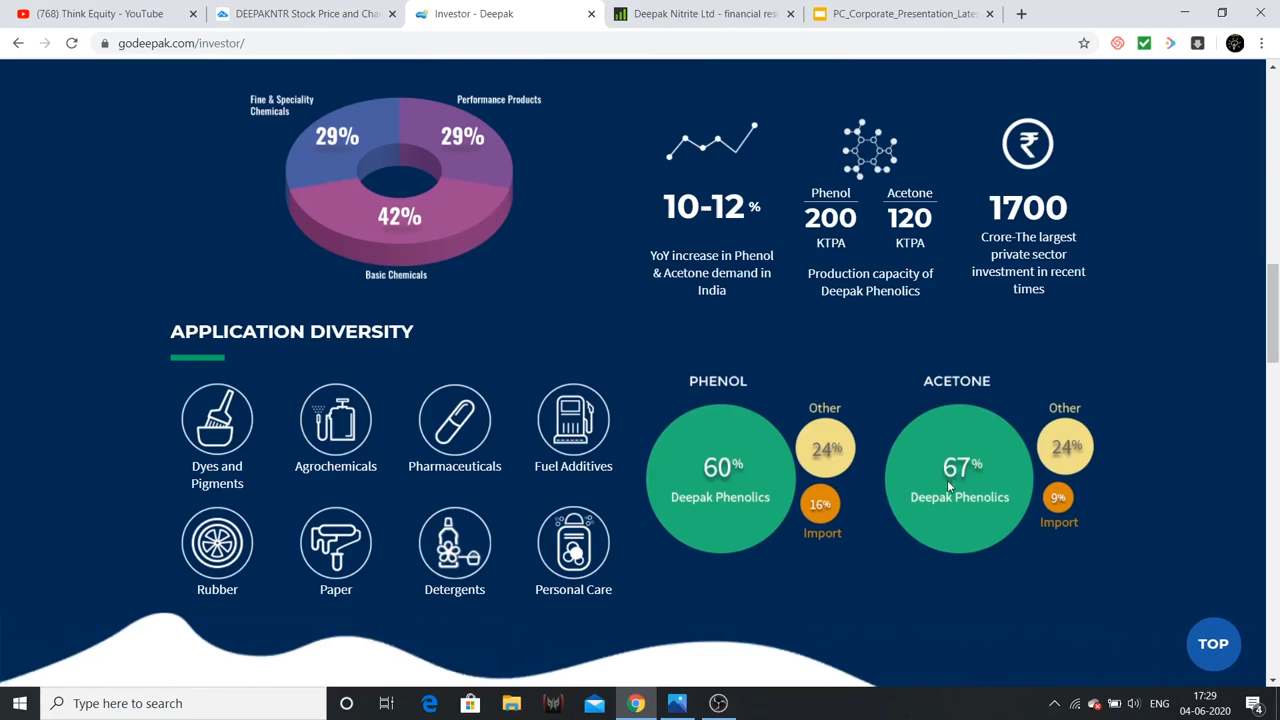 (768) Think Equity - YouTube
DEEPAKNTR Stock Price and Cha
Investor - Deepak
Deepak Nitrite Ltd - financial res
PC_Corporate_Presentation_Lates
godeepak.com/investor/
Fine & Speciality
Chemicals
29%
Performance Products
29%
42%
Basic Chemicals
10-12 %
YoY increase in Phenol
& Acetone demand in
India
Phenol
200
KTPA
Acetone
120
KTPA
Production capacity of
Deepak Phenolics
₹
1700
Crore-The largest
private sector
investment in recent
times
APPLICATION DIVERSITY
Dyes and
Pigments
Agrochemicals
Pharmaceuticals
Fuel Additives
Rubber
Paper
Detergents
Personal Care
PHENOL
60%
Deepak Phenolics
Other
24%
16%
Import
ACETONE
67%
Deepak Phenolics
Other
24%
9%
Import
TOP
Type here to search
ENG
17:29
04-06-2020
4